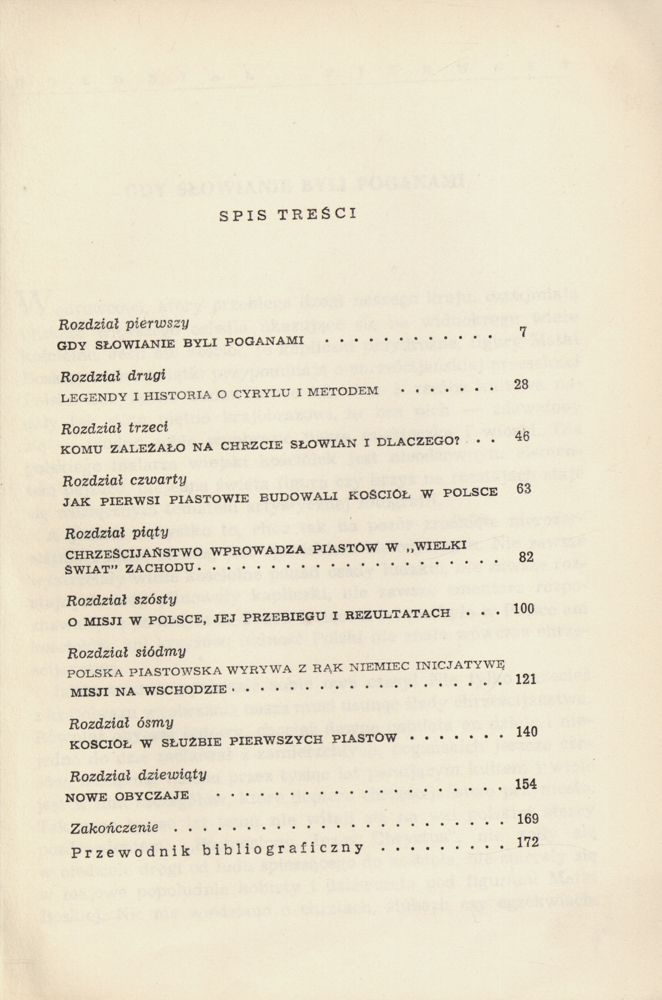 SPIS TREŚCI
Rozdział pierwszy
GDY SŁOWIANIE BYLI POGANAMI . . . . . . . . . . . . 7
Rozdział drugi
LEGENDY I HISTORIA O CYRYLU I METODEM . . . . . . . 28
Rozdział trzeci
KOMU ZALEŻAŁO NA CHRZCIE SŁOWIAN I DLACZEGO? . . 46
Rozdział czwarty
JAK PIERWSI PIASTOWIE BUDOWALI KOŚCIÓŁ W POLSCE 63
Rozdział piąty
CHRZEŚCIJAŃSTWO WPROWADZA PIASTÓW W „WIELKI
ŚWIAT” ZACHODU . . . . . . . . . . . . . . . . . . . . . 82
Rozdział szósty
O MISJI W POLSCE, JEJ PRZEBIEGU I REZULTATACH . . . 100
Rozdział siódmy
POLSKA PIASTOWSKA WYRYWA Z RĄK NIEMIEC INICJATYWĘ
MISJI NA WSCHODZIE . . . . . . . . . . . . . . . . . . . 121
Rozdział ósmy
KOŚCIÓŁ W SŁUŻBIE PIERWSZYCH PIASTÓW . . . . . . . 140
Rozdział dziewiąty
NOWE OBYCZAJE . . . . . . . . . . . . . . . . . . . . 154
Zakończenie . . . . . . . . . . . . . . . . . . . . . . . 169
Przewodnik bibliograficzny . . . . . . . . . 172